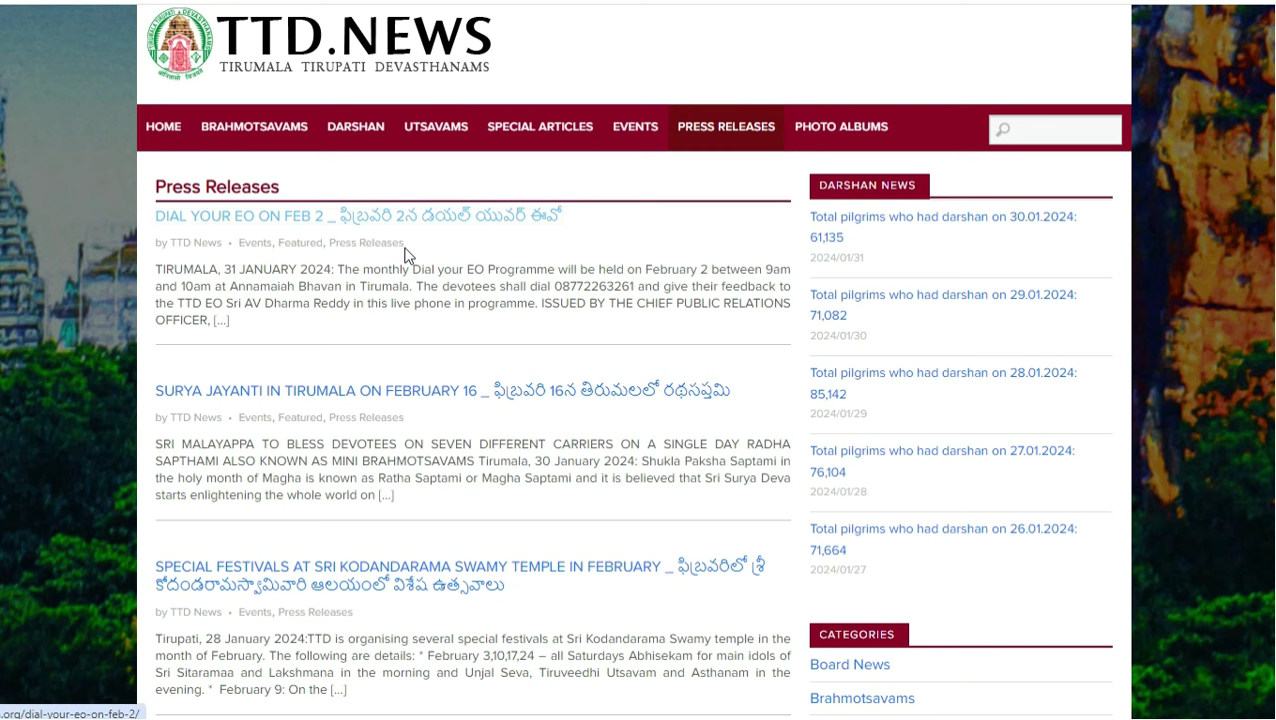 TTD.NEWS
TIRUMALA TIRUPATI DEVASTHANAMS
HOME BRAHMOTSAVAMS DARSHAN UTSAVAMS SPECIAL ARTICLES EVENTS PRESS RELEASES PHOTO ALBUMS
Press Releases
DIAL YOUR EO ON FEB 2 _ ఫిబ్రవరి 2న డయల్ యువర్ ఈవో
by TTD News • Events, Featured, Press Releases
TIRUMALA, 31 JANUARY 2024: The monthly Dial your EO Programme will be held on February 2 between 9am
and 10am at Annamaiah Bhavan in Tirumala. The devotees shall dial 08772263261 and give their feedback to
the TTD EO Sri AV Dharma Reddy in this live phone in programme. ISSUED BY THE CHIEF PUBLIC RELATIONS
OFFICER, [...]
SURYA JAYANTI IN TIRUMALA ON FEBRUARY 16 _ ఫిబ్రవరి 16న తిరుమలలో రథసప్తమి
by TTD News • Events, Featured, Press Releases
SRI MALAYAPPA TO BLESS DEVOTEES ON SEVEN DIFFERENT CARRIERS ON A SINGLE DAY RADHA
SAPTHAMI ALSO KNOWN AS MINI BRAHMOTSAVAMS Tirumala, 30 January 2024: Shukla Paksha Saptami in
the holy month of Magha is known as Ratha Saptami or Magha Saptami and it is believed that Sri Surya Deva
starts enlightening the whole world on [...]
SPECIAL FESTIVALS AT SRI KODANDARAMA SWAMY TEMPLE IN FEBRUARY _ ఫిబ్రవరిలో శ్రీ
కోదండరామస్వామివారి ఆలయంలో విశేష ఉత్సవాలు
by TTD News • Events, Press Releases
Tirupati, 28 January 2024:TTD is organising several special festivals at Sri Kodandarama Swamy temple in the
month of February. The following are details: * February 3,10,17,24 – all Saturdays Abhisekam for main idols of
Sri Sitaramaa and Lakshmana in the morning and Unjal Seva, Tiruveedhi Utsavam and Asthanam in the
evening. * February 9: On the [...]
DARSHAN NEWS
Total pilgrims who had darshan on 30.01.2024:
61,135
2024/01/31
Total pilgrims who had darshan on 29.01.2024:
71,082
2024/01/30
Total pilgrims who had darshan on 28.01.2024:
85,142
2024/01/29
Total pilgrims who had darshan on 27.01.2024:
76,104
2024/01/28
Total pilgrims who had darshan on 26.01.2024:
71,664
2024/01/27
CATEGORIES
Board News
Brahmotsavams
.org/dial-your-eo-on-feb-2/